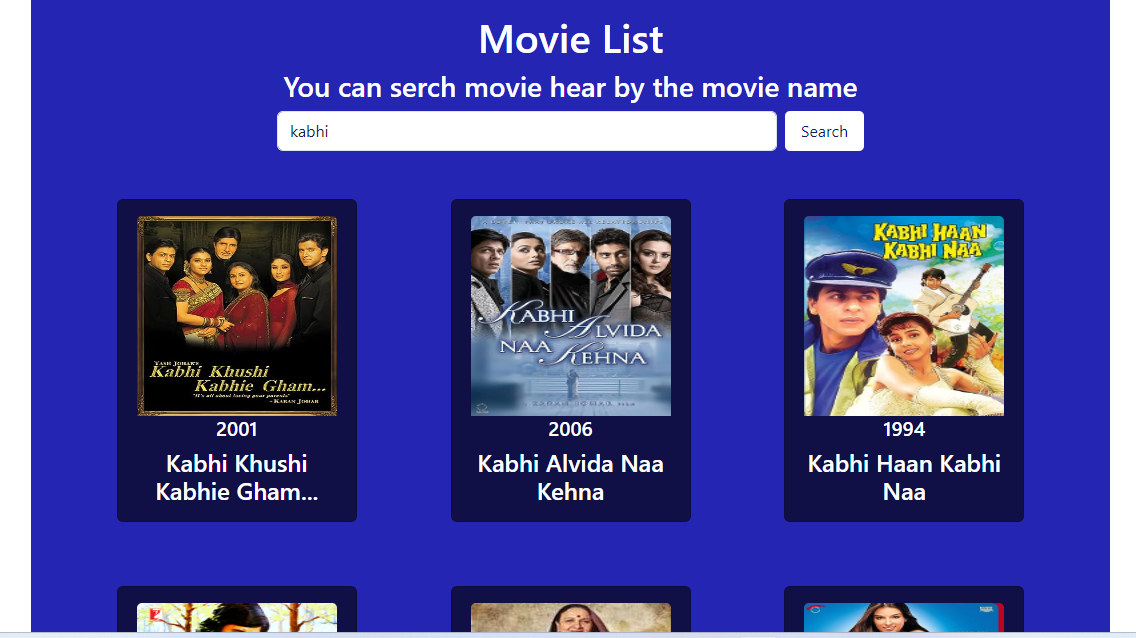 Movie List
You can serch movie hear by the movie name
kabhi
Search
YASH JOHAR'S
Kabhi Khushi
Kabhie Gham...
"It's all about loving your parents"
- KARAN JOHAR
2001
Kabhi Khushi
Kabhie Gham...
KABHI
ALVIDA
NAA KEHNA
2006
Kabhi Alvida Naa
Kehna
KABHI HAAN
KABHI NAA
1994
Kabhi Haan Kabhi
Naa